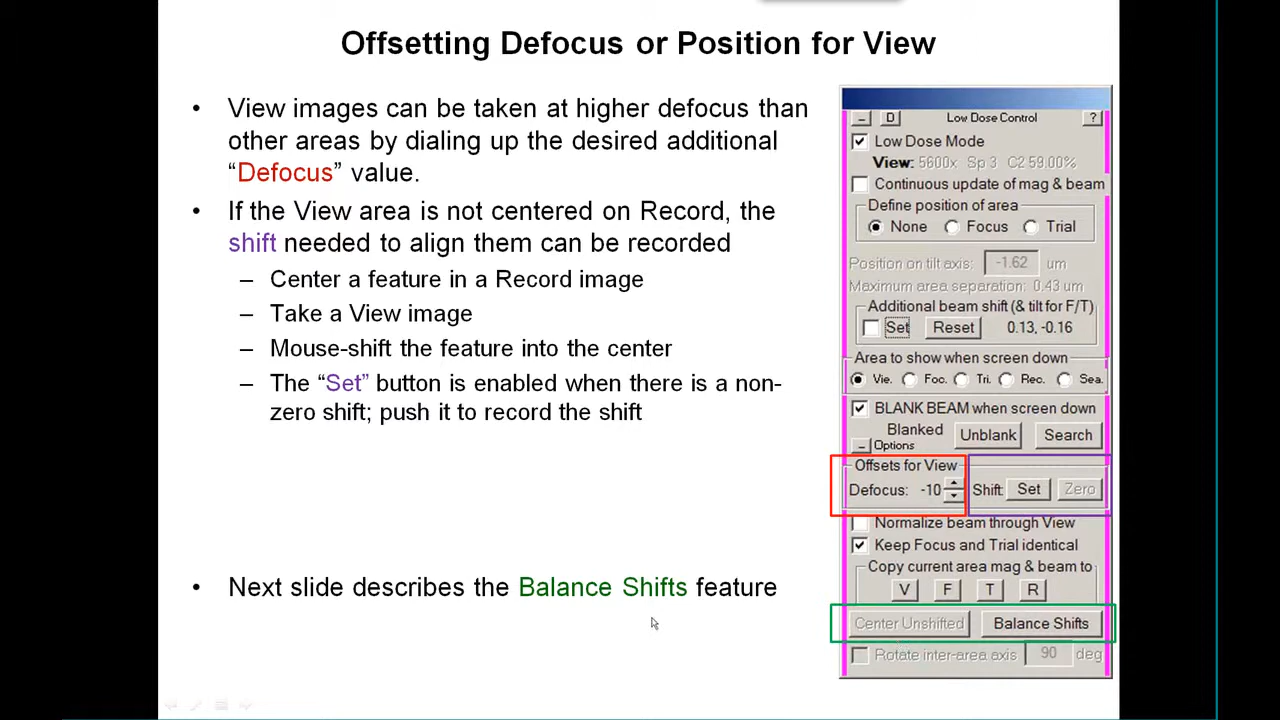 Offsetting Defocus or Position for View
• View images can be taken at higher defocus than
other areas by dialing up the desired additional
“Defocus” value.
• If the View area is not centered on Record, the
shift needed to align them can be recorded
– Center a feature in a Record image
– Take a View image
– Mouse-shift the feature into the center
– The “Set” button is enabled when there is a non-
zero shift; push it to record the shift
• Next slide describes the Balance Shifts feature
– D Low Dose Control ?
Low Dose Mode
View: 5600x Sp 3 C2 59.00%
Continuous update of mag & beam
Define position of area
None Focus Trial
Position on tilt axis: -1.62 um
Maximum area separation: 0.43 um
Additional beam shift (& tilt for F/T)
Set Reset 0.13, -0.16
Area to show when screen down
Vie. Foc. Tri. Rec. Sea.
BLANK BEAM when screen down
Blanked Unblank Search
– Options
Offsets for View
Defocus: -10 Shift: Set Zero
Normalize beam through View
Keep Focus and Trial identical
Copy current area mag & beam to
V F T R
Center Unshifted Balance Shifts
Rotate inter-area axis 90 deg